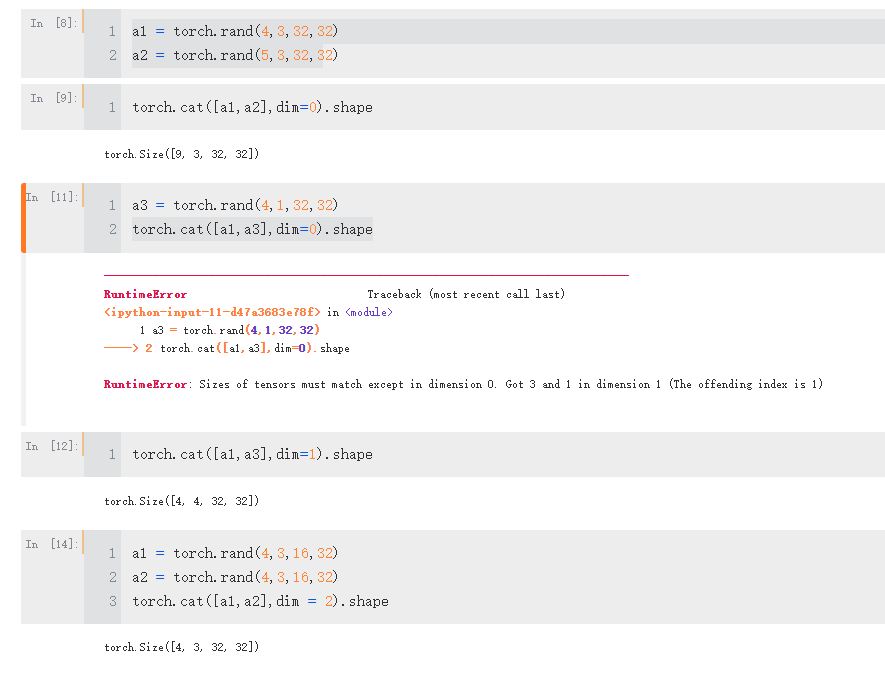 In [8]:
1 a1 = torch.rand(4,3,32,32)
2 a2 = torch.rand(5,3,32,32)
In [9]:
1 torch.cat([a1,a2],dim=0).shape
torch.Size([9, 3, 32, 32])
In [11]:
1 a3 = torch.rand(4,1,32,32)
2 torch.cat([a1,a3],dim=0).shape
RuntimeError Traceback (most recent call last)
<ipython-input-11-d47a3683e78f> in <module>
1 a3 = torch.rand(4,1,32,32)
----> 2 torch.cat([a1,a3],dim=0).shape
RuntimeError: Sizes of tensors must match except in dimension 0. Got 3 and 1 in dimension 1 (The offending index is 1)
In [12]:
1 torch.cat([a1,a3],dim=1).shape
torch.Size([4, 4, 32, 32])
In [14]:
1 a1 = torch.rand(4,3,16,32)
2 a2 = torch.rand(4,3,16,32)
3 torch.cat([a1,a2],dim = 2).shape
torch.Size([4, 3, 32, 32])